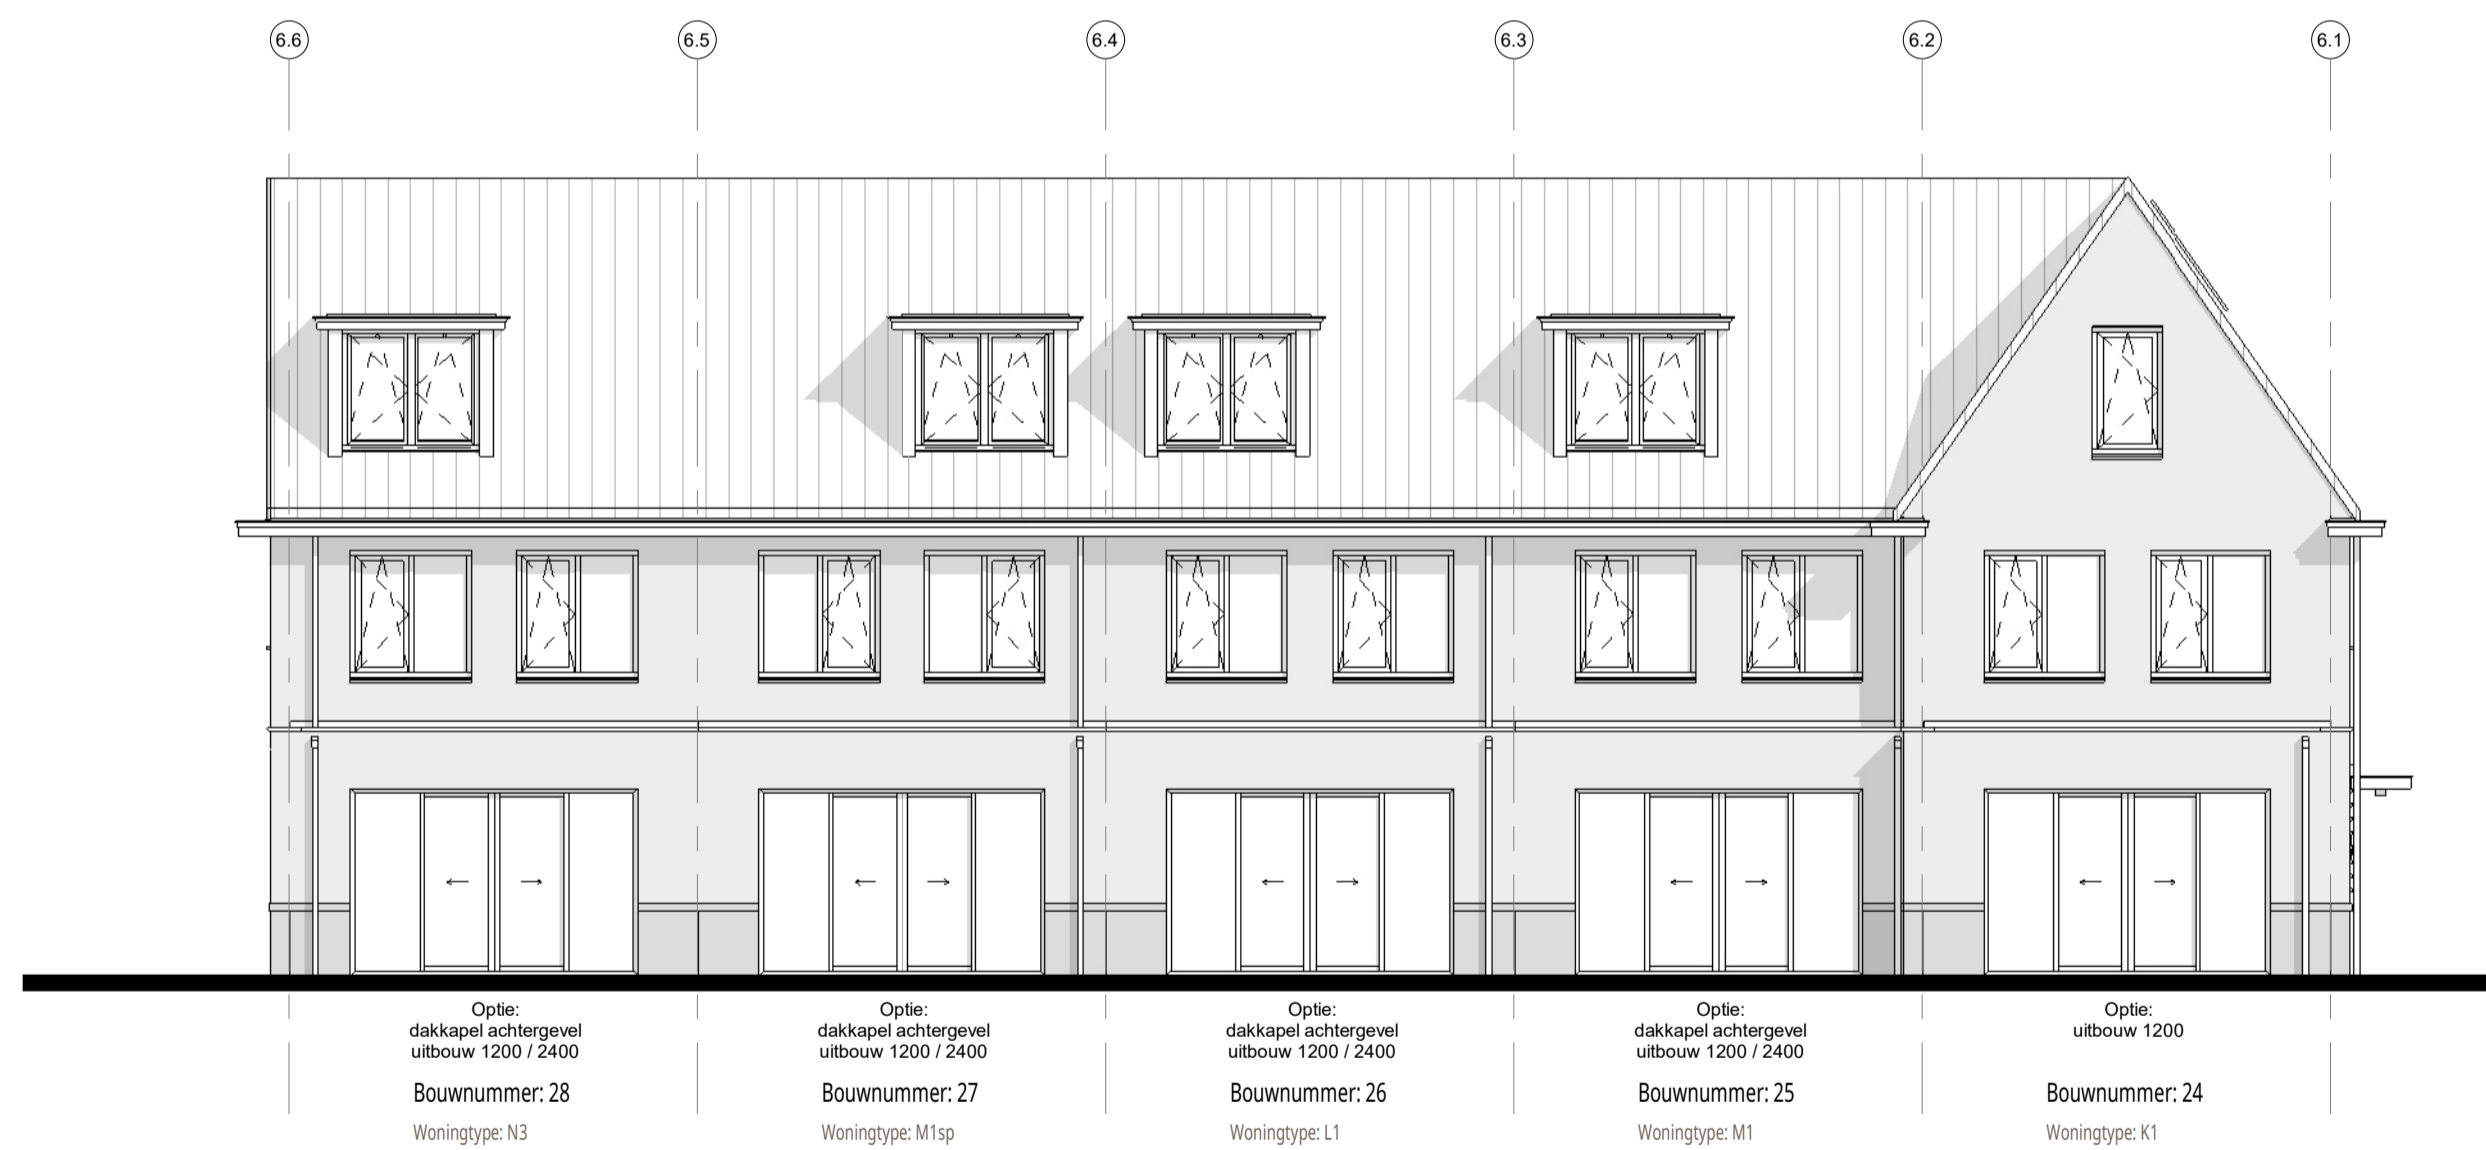 6.6
6.5
6.4
6.3
6.2
6.1
Optie:
dakkapel achtergevel
uitbouw 1200 / 2400
Bouwnummer: 28
Woningtype: N3
Optie:
dakkapel achtergevel
uitbouw 1200 / 2400
Bouwnummer: 27
Woningtype: M1sp
Optie:
dakkapel achtergevel
uitbouw 1200 / 2400
Bouwnummer: 26
Woningtype: L1
Optie:
dakkapel achtergevel
uitbouw 1200 / 2400
Bouwnummer: 25
Woningtype: M1
Optie:
uitbouw 1200
Bouwnummer: 24
Woningtype: K1